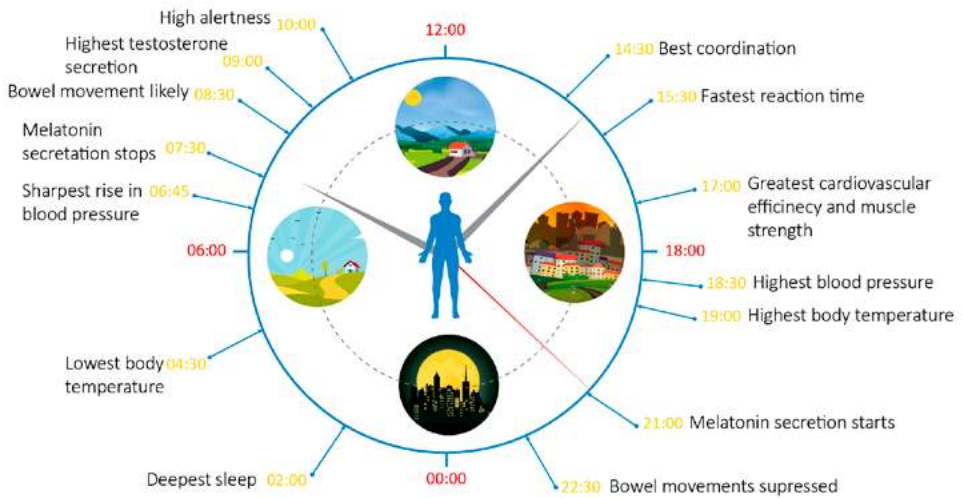 12:00
14:30 Best coordination
15:30 Fastest reaction time
17:00 Greatest cardiovascular
efficinecy and muscle
strength
18:00
18:30 Highest blood pressure
19:00 Highest body temperature
21:00 Melatonin secretion starts
22:30 Bowel movements supressed
00:00
Deepest sleep 02:00
Lowest body 04:30
temperature
06:00
Sharpest rise in 06:45
blood pressure
Melatonin
secretation stops 07:30
Bowel movement likely 08:30
Highest testosterone
secretion 09:00
High alertness 10:00